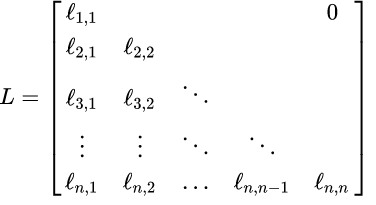 ℓ1,1 0
ℓ2,1 ℓ2,2
L = ℓ3,1 ℓ3,2 ⋱
⋮ ⋮ ⋱ ⋱
ℓn,1 ℓn,2 … ℓn,n−1 ℓn,n